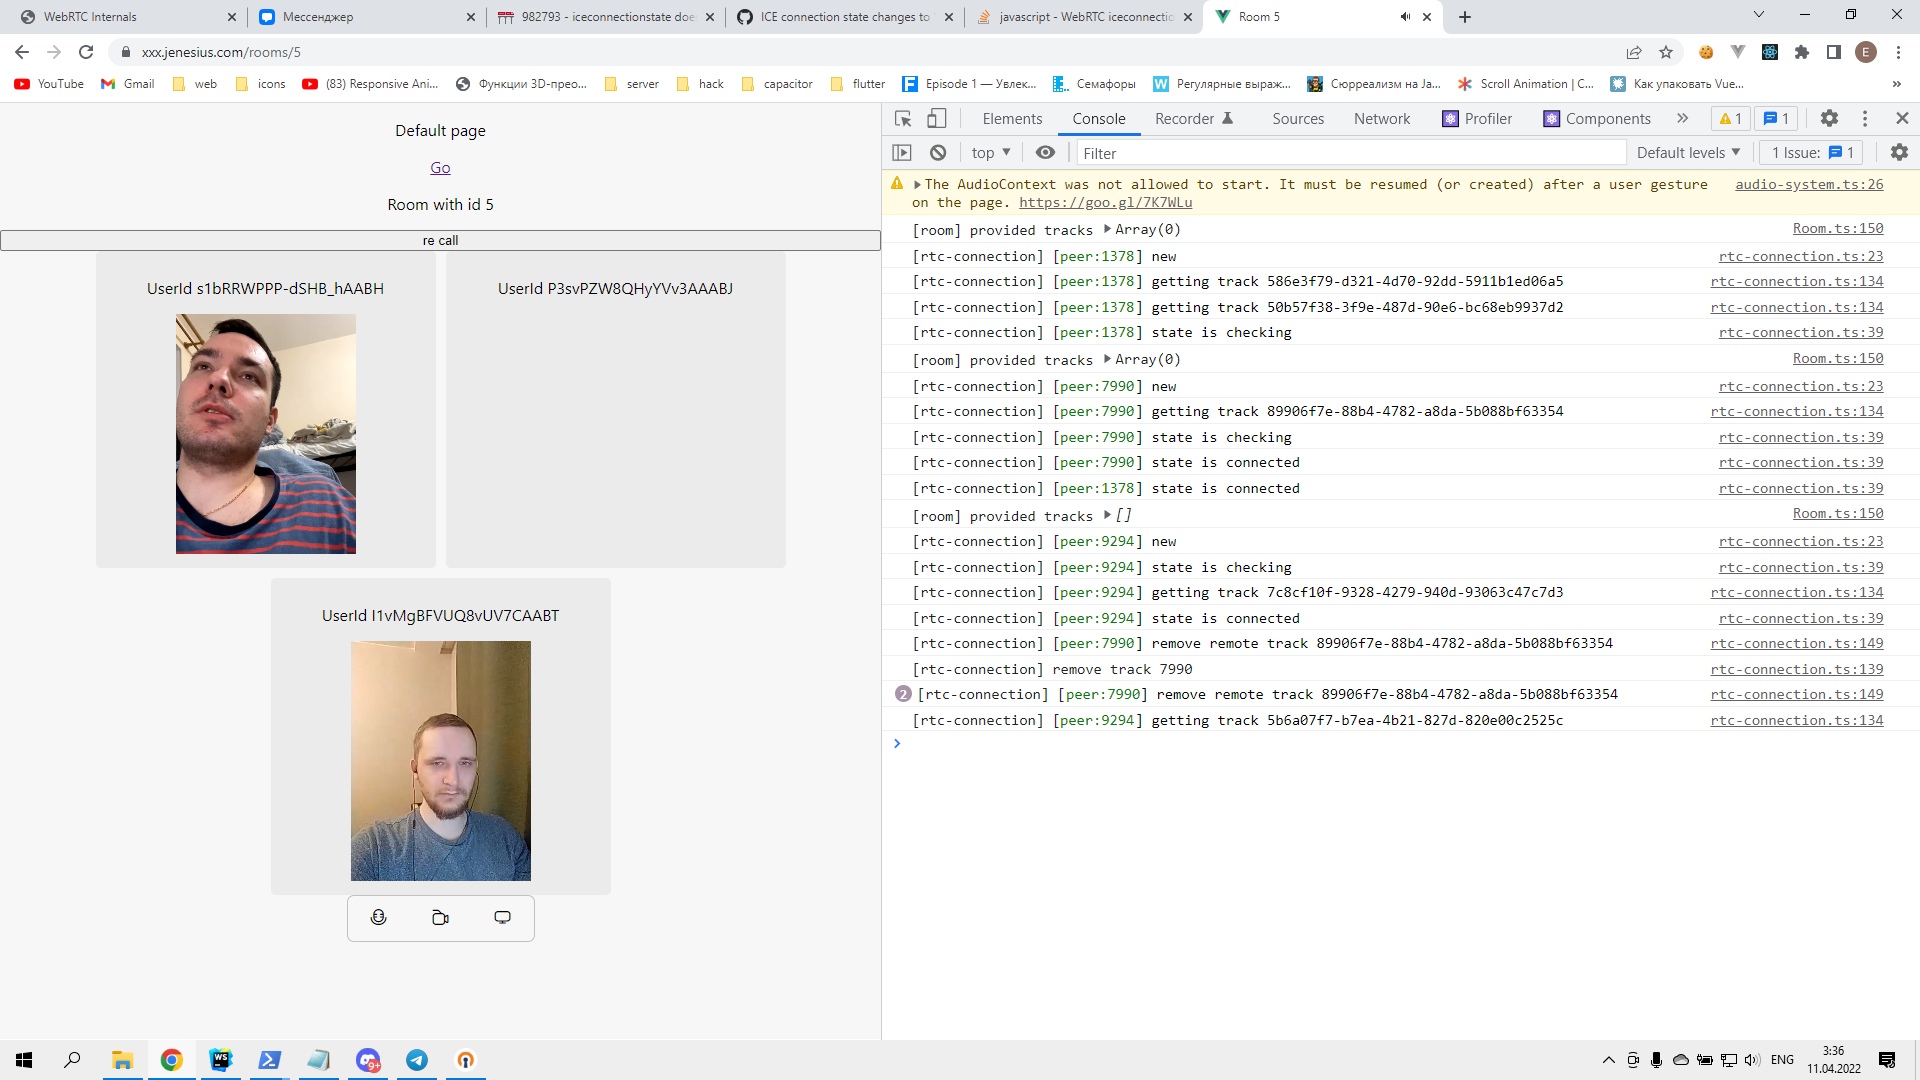 WebRTC Internals
Мессенджер
982793 - iceconnectionstate doe
ICE connection state changes to
javascript - WebRTC iceconnectio
Room 5
xxx.jenesius.com/rooms/5
E
YouTube
Gmail
web
icons
(83) Responsive Ani...
Функции 3D-прео...
server
hack
capacitor
flutter
Episode 1 — Увлек...
Семафоры
Регулярные выраж...
Сюрреализм на Ja...
Scroll Animation | C...
Как упаковать Vue...
»
Default page
Go
Room with id 5
re call
UserId s1bRRWPPP-dSHB_hAABH
UserId P3svPZW8QHyYVv3AAABJ
UserId I1vMgBFVUQ8vUV7CAABT
Elements Console Recorder Sources Network Profiler Components » 1 1
top Filter Default levels 1 Issue: 1
The AudioContext was not allowed to start. It must be resumed (or created) after a user gesture audio-system.ts:26
on the page. https://goo.gl/7K7WLu
[room] provided tracks Array(0) Room.ts:150
[rtc-connection] [peer:1378] new rtc-connection.ts:23
[rtc-connection] [peer:1378] getting track 586e3f79-d321-4d70-92dd-5911b1ed06a5 rtc-connection.ts:134
[rtc-connection] [peer:1378] getting track 50b57f38-3f9e-487d-90e6-bc68eb9937d2 rtc-connection.ts:134
[rtc-connection] [peer:1378] state is checking rtc-connection.ts:39
[room] provided tracks Array(0) Room.ts:150
[rtc-connection] [peer:7990] new rtc-connection.ts:23
[rtc-connection] [peer:7990] getting track 89906f7e-88b4-4782-a8da-5b088bf63354 rtc-connection.ts:134
[rtc-connection] [peer:7990] state is checking rtc-connection.ts:39
[rtc-connection] [peer:7990] state is connected rtc-connection.ts:39
[rtc-connection] [peer:1378] state is connected rtc-connection.ts:39
[room] provided tracks [] Room.ts:150
[rtc-connection] [peer:9294] new rtc-connection.ts:23
[rtc-connection] [peer:9294] state is checking rtc-connection.ts:39
[rtc-connection] [peer:9294] getting track 7c8cf10f-9328-4279-940d-93063c47c7d3 rtc-connection.ts:134
[rtc-connection] [peer:9294] state is connected rtc-connection.ts:39
[rtc-connection] [peer:7990] remove remote track 89906f7e-88b4-4782-a8da-5b088bf63354 rtc-connection.ts:149
[rtc-connection] remove track 7990 rtc-connection.ts:139
2 [rtc-connection] [peer:7990] remove remote track 89906f7e-88b4-4782-a8da-5b088bf63354 rtc-connection.ts:149
[rtc-connection] [peer:9294] getting track 5b6a07f7-b7ea-4b21-827d-820e00c2525c rtc-connection.ts:134
WS
9+
ENG
3:36
11.04.2022